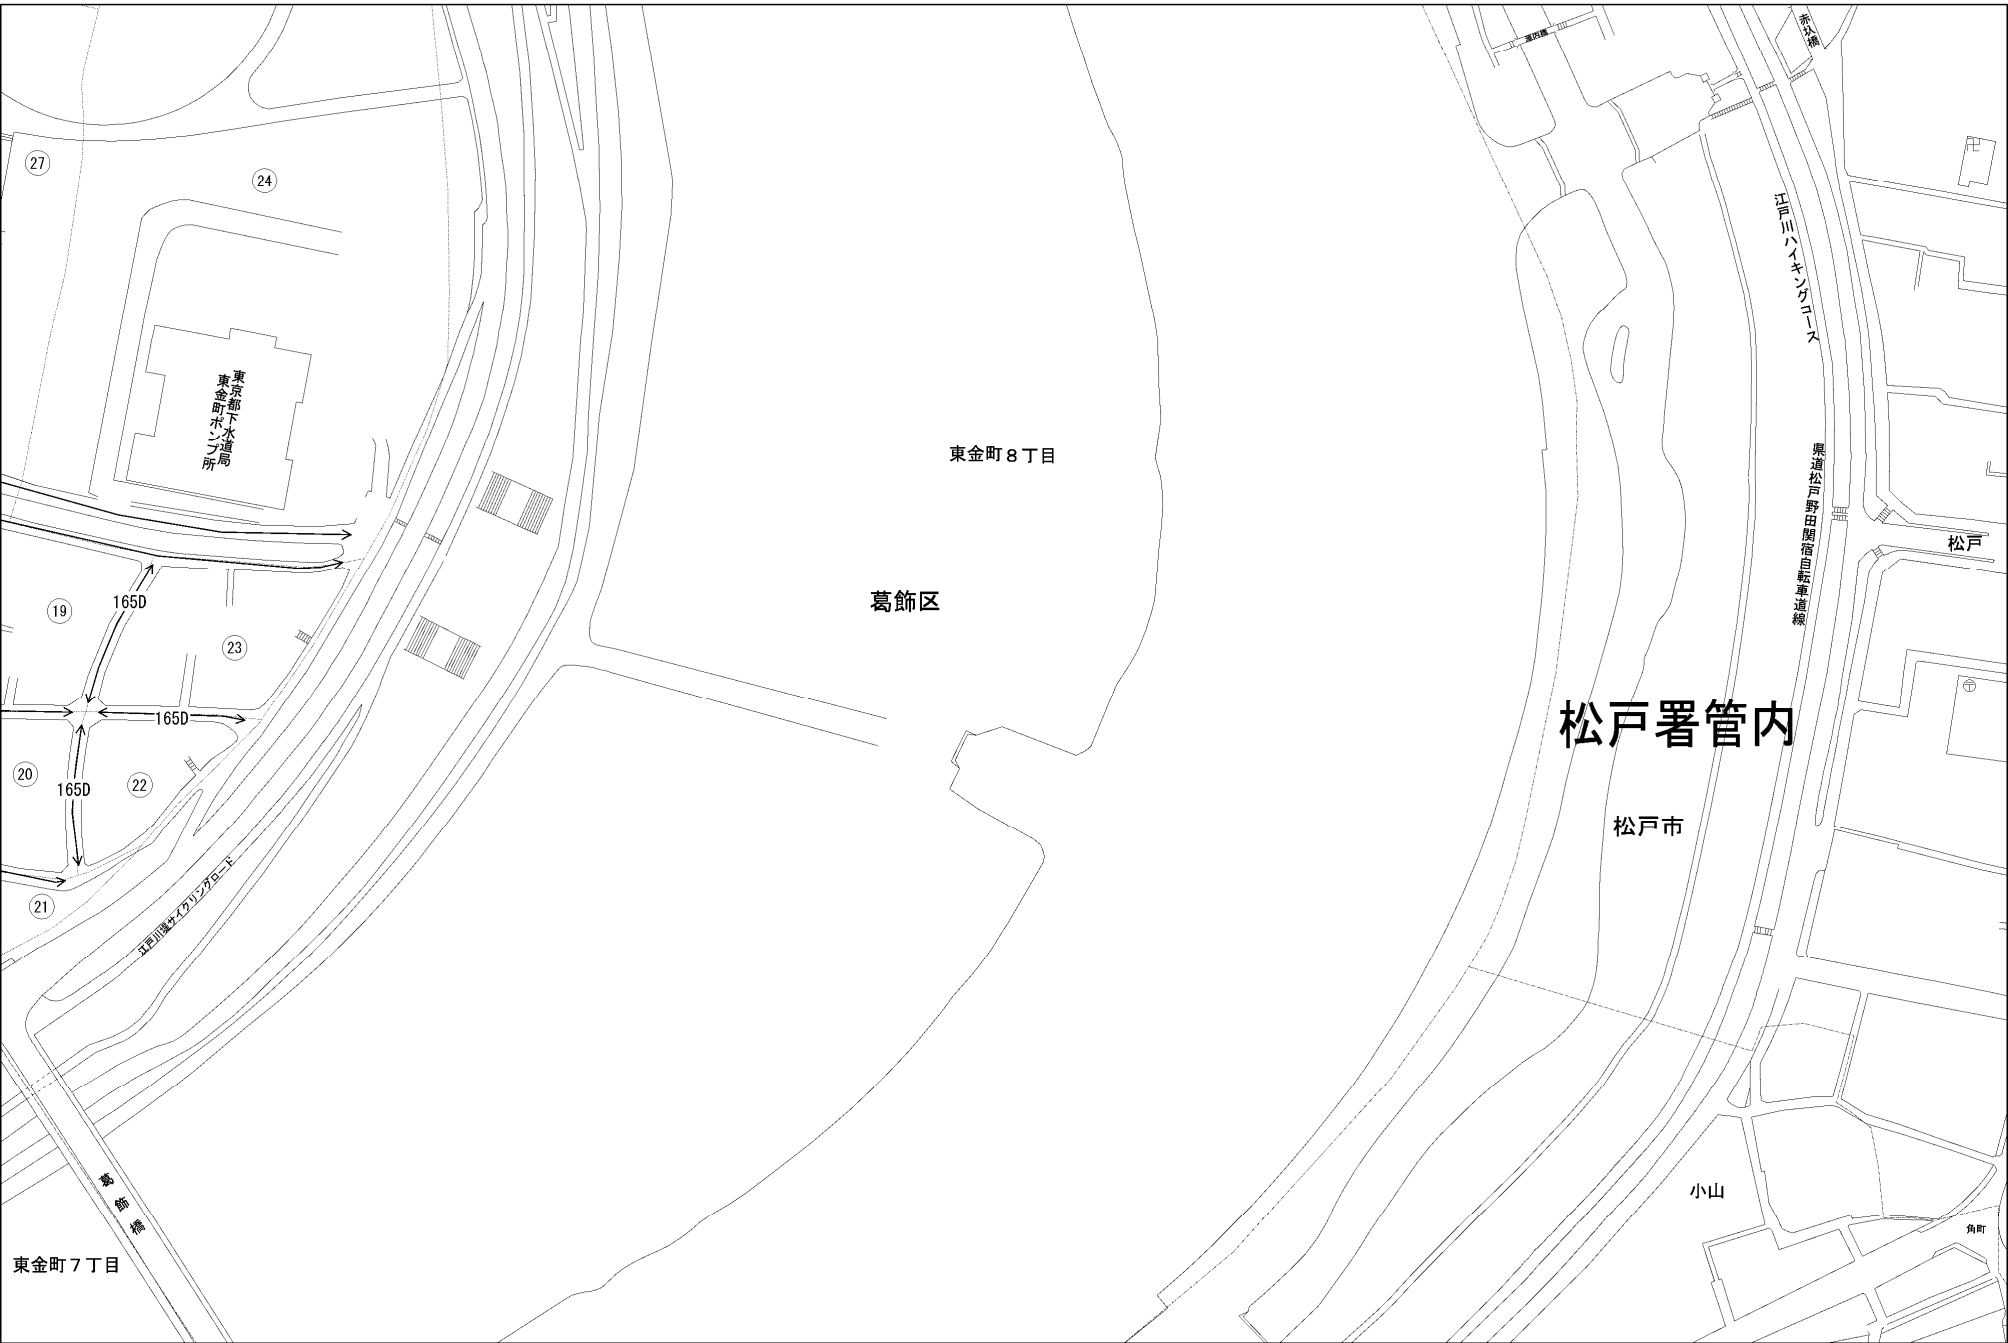 赤圦橋
27
24
江戸川ハイキングコース
東京都下水道局
東金町ポンプ所
東金町8丁目
県道松戸野田関宿自転車道線
松戸
葛飾区
19
165D
23
165D
松戸署管内
20
165D
22
松戸市
江戸川堤サイクリングロード
21
葛飾橋
小山
角町
東金町7丁目